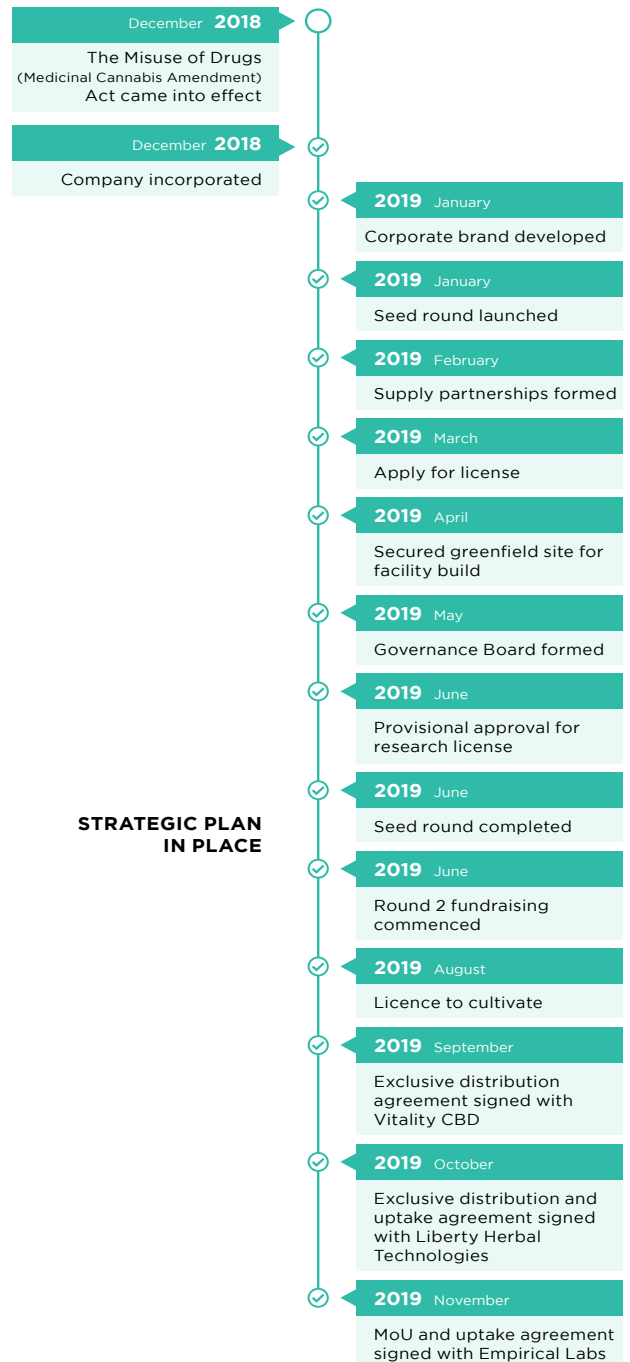 December 2018
The Misuse of Drugs
(Medicinal Cannabis Amendment)
Act came into effect
December 2018
Company incorporated
2019 January
Corporate brand developed
2019 January
Seed round launched
2019 February
Supply partnerships formed
2019 March
Apply for license
2019 April
Secured greenfield site for
facility build
2019 May
Governance Board formed
2019 June
Provisional approval for
research license
STRATEGIC PLAN
IN PLACE
2019 June
Seed round completed
2019 June
Round 2 fundraising
commenced
2019 August
Licence to cultivate
2019 September
Exclusive distribution
agreement signed with
Vitality CBD
2019 October
Exclusive distribution and
uptake agreement signed
with Liberty Herbal
Technologies
2019 November
MoU and uptake agreement
signed with Empirical Labs